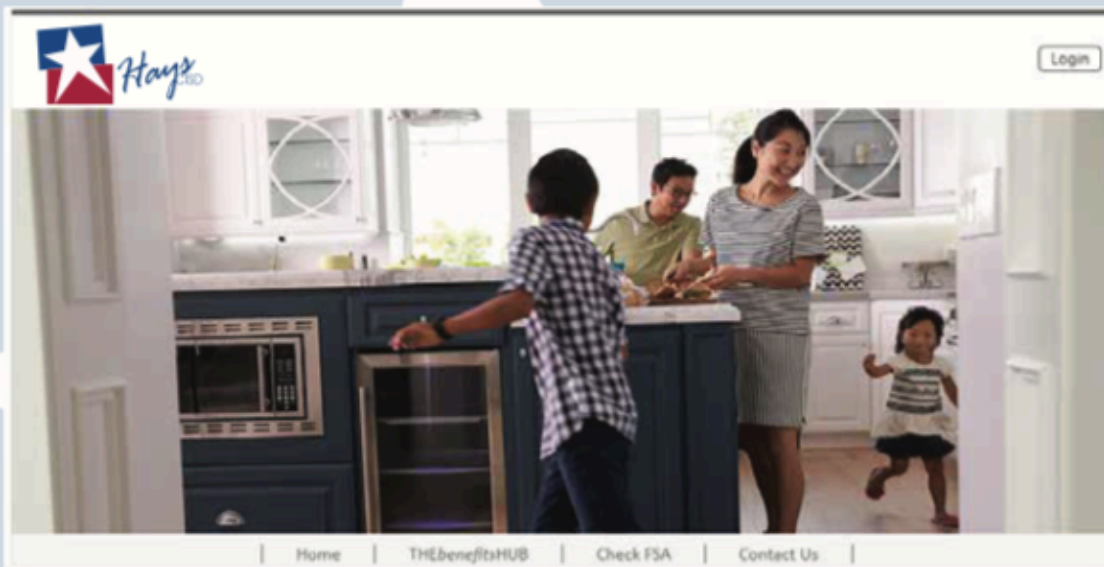 Hays
CISD
Login
Home
THEbenefitsHUB
Check FSA
Contact Us